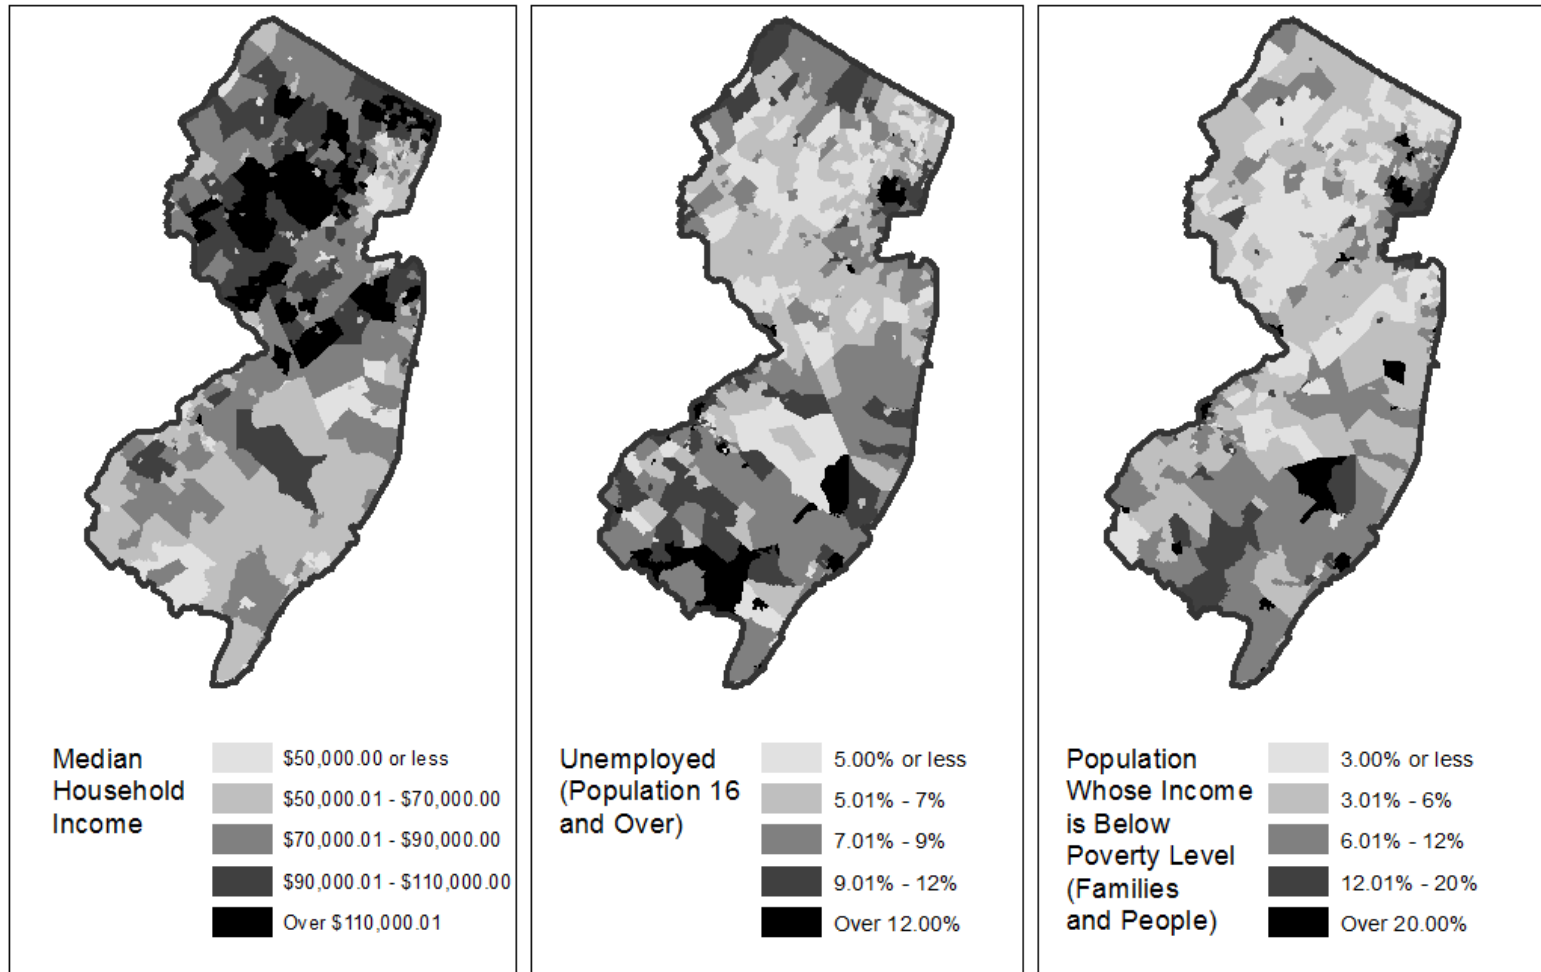 Median
Household
Income
$50,000.00 or less
$50,000.01 - $70,000.00
$70,000.01 - $90,000.00
$90,000.01 - $110,000.00
Over $110,000.01
Unemployed
(Population 16
and Over)
5.00% or less
5.01% - 7%
7.01% - 9%
9.01% - 12%
Over 12.00%
Population
Whose Income
is Below
Poverty Level
(Families
and People)
3.00% or less
3.01% - 6%
6.01% - 12%
12.01% - 20%
Over 20.00%